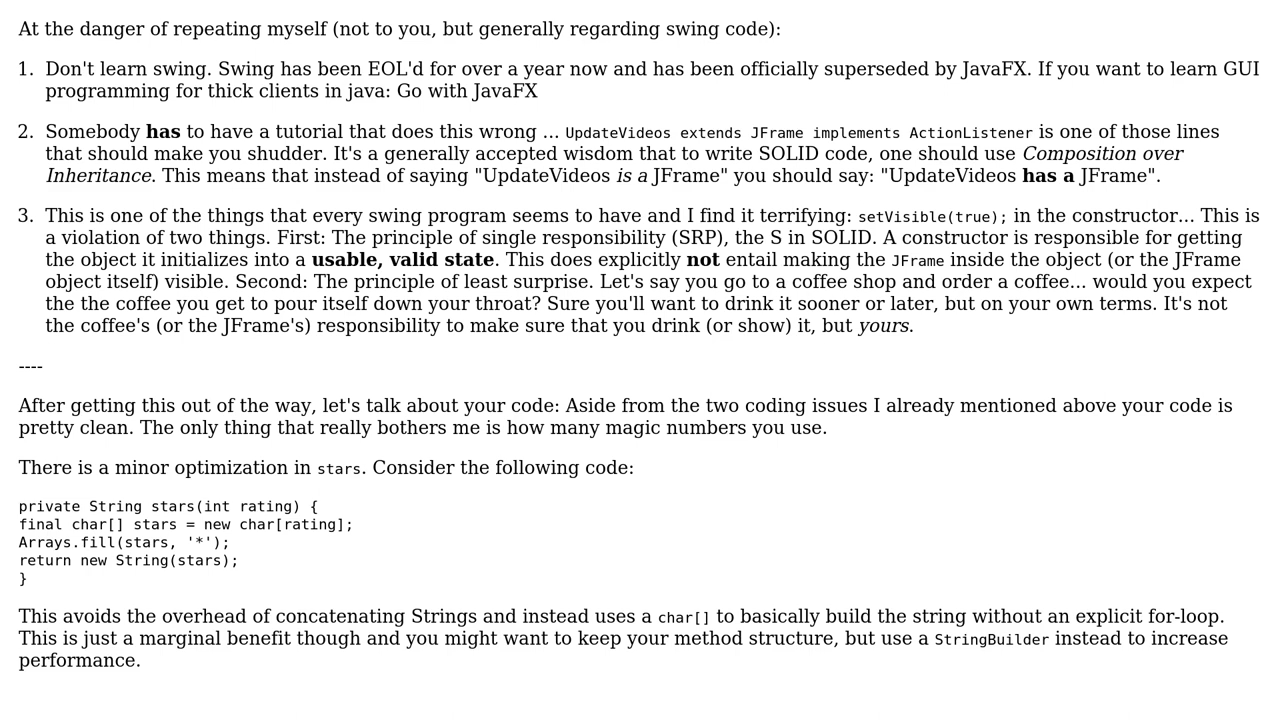 At the danger of repeating myself (not to you, but generally regarding swing code):
1. Don't learn swing. Swing has been EOL'd for over a year now and has been officially superseded by JavaFX. If you want to learn GUI
programming for thick clients in java: Go with JavaFX
2. Somebody has to have a tutorial that does this wrong ... UpdateVideos extends JFrame implements ActionListener is one of those lines
that should make you shudder. It's a generally accepted wisdom that to write SOLID code, one should use Composition over
Inheritance. This means that instead of saying "UpdateVideos is a JFrame" you should say: "UpdateVideos has a JFrame".
3. This is one of the things that every swing program seems to have and I find it terrifying: setVisible(true); in the constructor... This is
a violation of two things. First: The principle of single responsibility (SRP), the S in SOLID. A constructor is responsible for getting
the object it initializes into a usable, valid state. This does explicitly not entail making the JFrame inside the object (or the JFrame
object itself) visible. Second: The principle of least surprise. Let's say you go to a coffee shop and order a coffee... would you expect
the the coffee you get to pour itself down your throat? Sure you'll want to drink it sooner or later, but on your own terms. It's not
the coffee's (or the JFrame's) responsibility to make sure that you drink (or show) it, but yours.
----
After getting this out of the way, let's talk about your code: Aside from the two coding issues I already mentioned above your code is
pretty clean. The only thing that really bothers me is how many magic numbers you use.
There is a minor optimization in stars. Consider the following code:
private String stars(int rating) {
final char[] stars = new char[rating];
Arrays.fill(stars, '*');
return new String(stars);
}
This avoids the overhead of concatenating Strings and instead uses a char[] to basically build the string without an explicit for-loop.
This is just a marginal benefit though and you might want to keep your method structure, but use a StringBuilder instead to increase
performance.